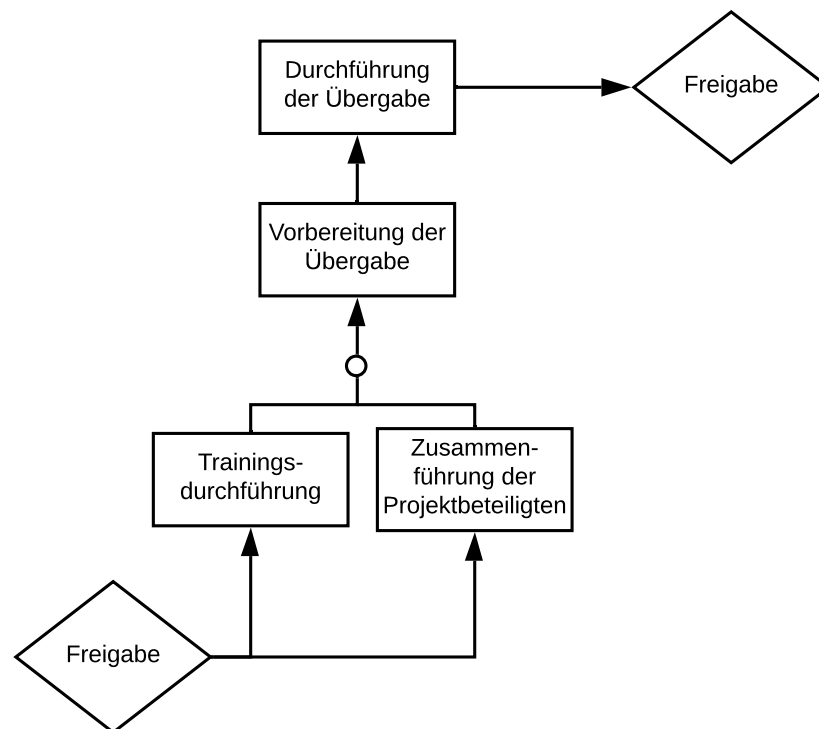 Durchführung
der Übergabe
Freigabe
Vorbereitung der
Übergabe
Trainings-
durchführung
Zusammen-
führung der
Projektbeteiligten
Freigabe